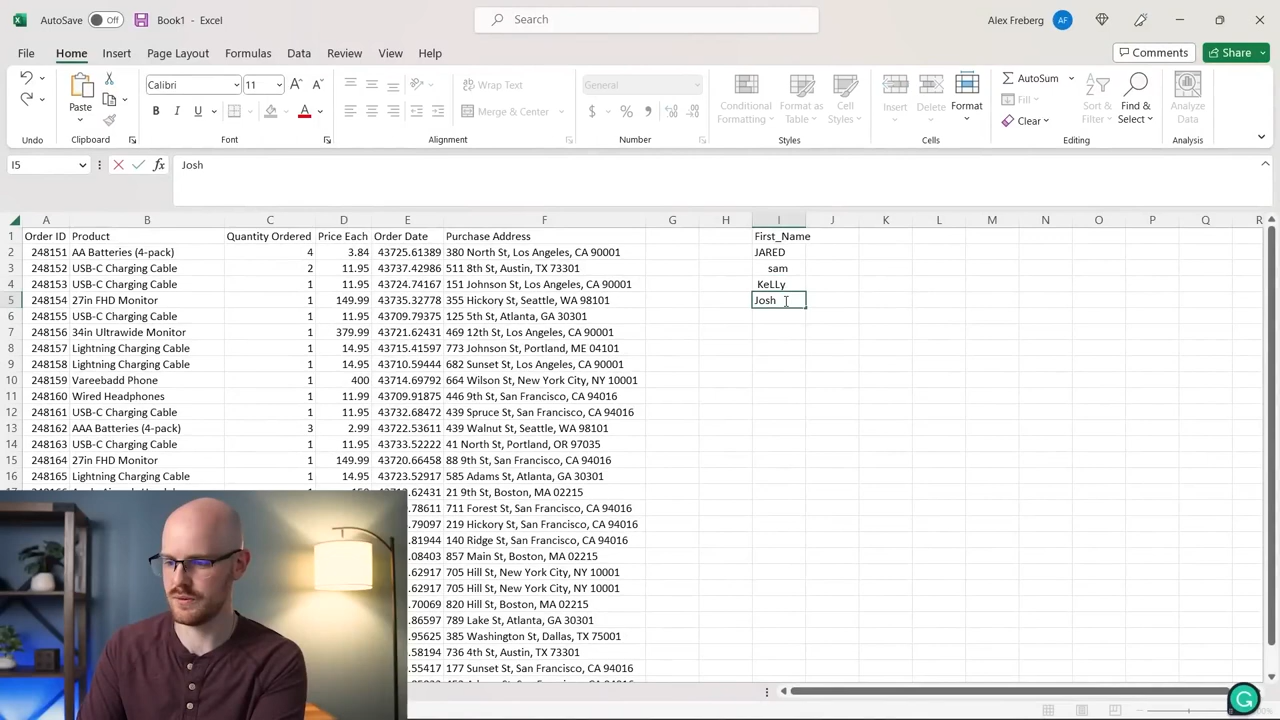 AutoSave Off Book1 - Excel Search Alex Freberg AF
File Home Insert Page Layout Formulas Data Review View Help Comments Share
Paste Calibri 11 Wrap Text General Conditional Formatting Format as Table Cell Styles Insert Delete Format AutoSum Sort & Filter Find & Select Analyze Data
B I U Merge & Center $ % Fill Clear
Undo Clipboard Font Alignment Number Styles Cells Editing Analysis
I5 fx Josh
A B C D E F G H I J K L M N O P Q R
1 Order ID Product Quantity Ordered Price Each Order Date Purchase Address First_Name
2 248151 AA Batteries (4-pack) 4 3.84 43725.61389 380 North St, Los Angeles, CA 90001 JARED
3 248152 USB-C Charging Cable 2 11.95 43737.42986 511 8th St, Austin, TX 73301 sam
4 248153 USB-C Charging Cable 1 11.95 43724.74167 151 Johnson St, Los Angeles, CA 90001 KeLLy
5 248154 27in FHD Monitor 1 149.99 43735.32778 355 Hickory St, Seattle, WA 98101 Josh
6 248155 USB-C Charging Cable 1 11.95 43709.83819 125 5th St, Atlanta, GA 30301
7 248156 34in Ultrawide Monitor 1 379.99 43718.62431 469 12th St, Los Angeles, CA 90001
8 248157 Lightning Charging Cable 1 14.95 43715.41597 773 Johnson St, Portland, ME 04101
9 248158 Lightning Charging Cable 1 14.95 43710.59444 682 Sunset St, Los Angeles, CA 90001
10 248159 Vareebadd Phone 1 400 43714.69792 664 Wilson St, New York City, NY 10001
11 248160 Wired Headphones 1 11.99 43709.91875 446 9th St, San Francisco, CA 94016
12 248161 USB-C Charging Cable 1 11.95 43732.68472 439 Spruce St, San Francisco, CA 94016
13 248162 AAA Batteries (4-pack) 3 2.99 43722.53611 439 Walnut St, Seattle, WA 98101
14 248163 USB-C Charging Cable 1 11.95 43733.52222 41 North St, Portland, OR 97035
15 248164 27in FHD Monitor 1 149.99 43720.66458 88 9th St, San Francisco, CA 94016
16 248165 Lightning Charging Cable 1 14.95 43723.52917 585 Adams St, Atlanta, GA 30301
.62431 21 9th St, Boston, MA 02215
.78611 711 Forest St, San Francisco, CA 94016
.79097 219 Hickory St, San Francisco, CA 94016
.81944 140 Ridge St, San Francisco, CA 94016
.08403 857 Main St, Boston, MA 02215
.62917 705 Hill St, New York City, NY 10001
.62917 705 Hill St, New York City, NY 10001
.70069 820 Hill St, Boston, MA 02215
.86597 789 Lake St, Atlanta, GA 30301
.95625 385 Washington St, Dallas, TX 75001
.58194 736 4th St, Austin, TX 73301
.55417 177 Sunset St, San Francisco, CA 94016